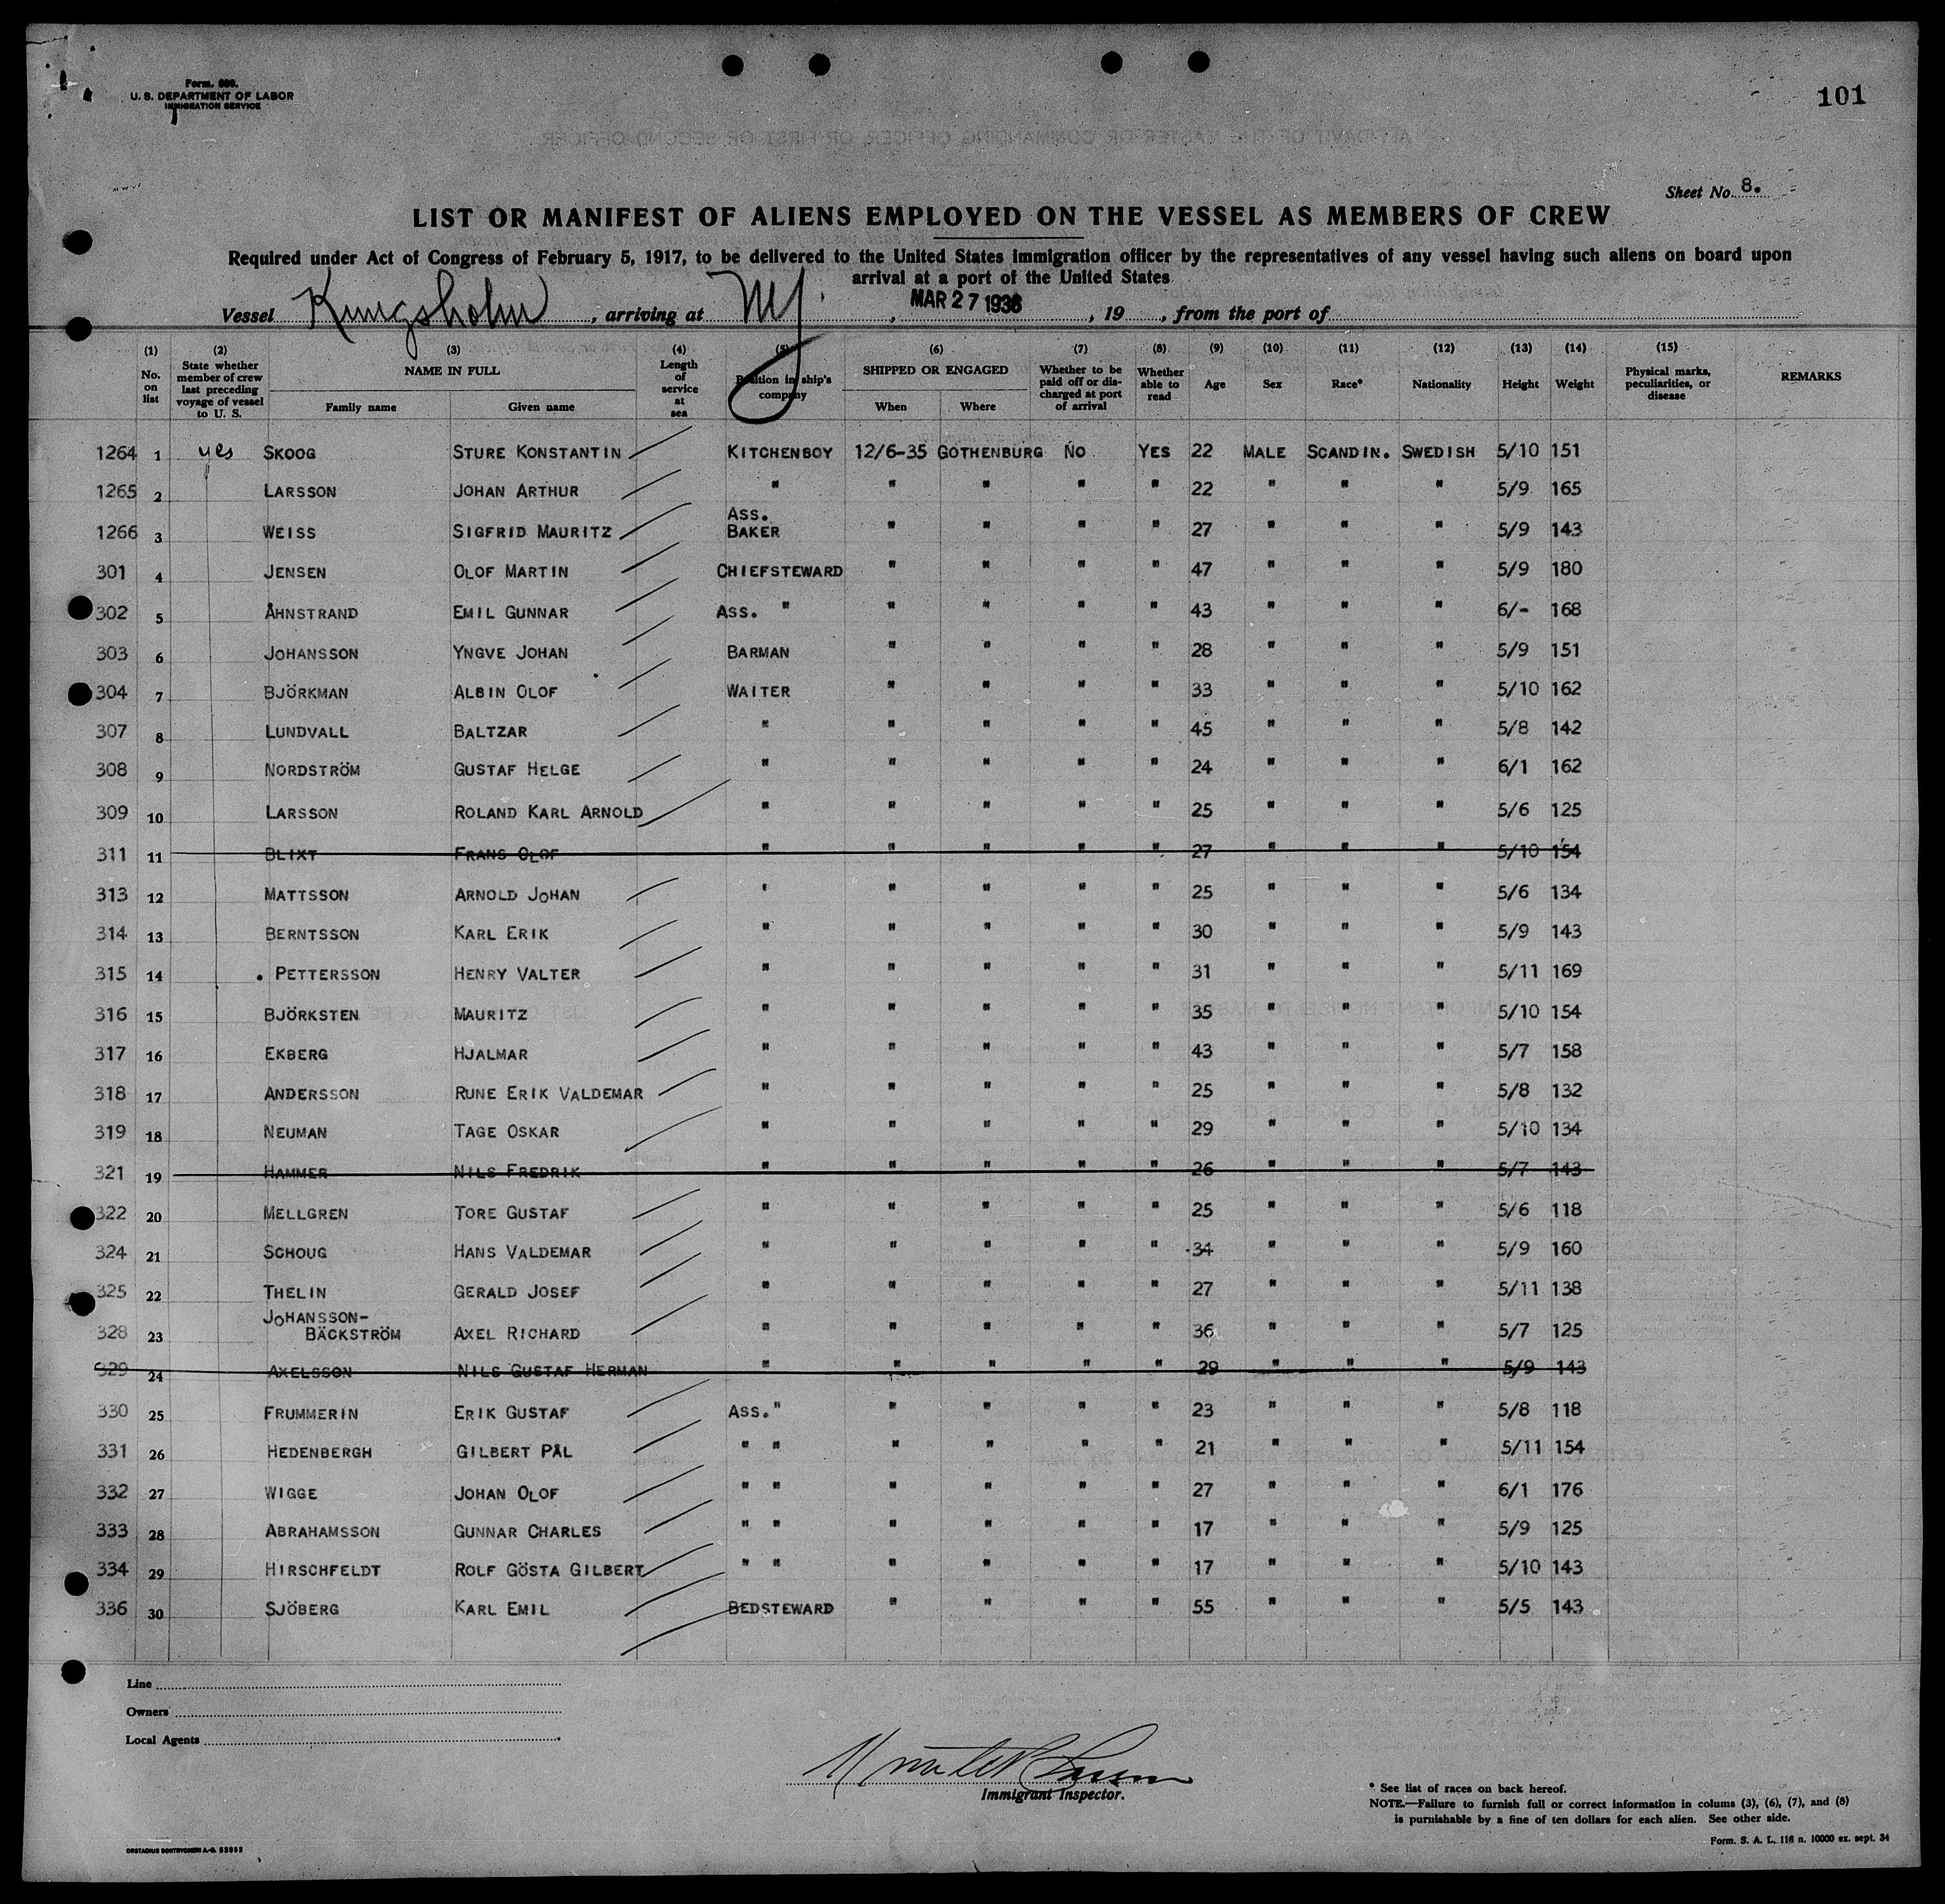 Form. 680.
U. S. DEPARTMENT OF LABOR
IMMIGRATION SERVICE
101
Sheet No. 8.
LIST OR MANIFEST OF ALIENS EMPLOYED ON THE VESSEL AS MEMBERS OF CREW
Required under Act of Congress of February 5, 1917, to be delivered to the United States immigration officer by the representatives of any vessel having such aliens on board upon
arrival at a port of the United States
Vessel Kungsholm, arriving at NY, MAR 27 1936, 19 , from the port of
(1) No. on list (2) State whether member of crew last preceding voyage of vessel to U. S. (3) NAME IN FULL Family name Given name (4) Length of service at sea (5) Position in ship's company (6) SHIPPED OR ENGAGED When Where (7) Whether to be paid off or discharged at port of arrival (8) Whether able to read (9) Age (10) Sex (11) Race* (12) Nationality (13) Height (14) Weight (15) Physical marks, peculiarities, or disease REMARKS
1264 1 yes SKOOG STURE KONSTANTIN KITCHENBOY 12/6-35 GOTHENBURG NO YES 22 MALE SCANDIN. SWEDISH 5/10 151
1265 2 LARSSON JOHAN ARTHUR " " " " " 22 " " " 5/9 165
1266 3 WEISS SIGFRID MAURITZ ASS. BAKER " " " " 27 " " " 5/9 143
301 4 JENSEN OLOF MARTIN CHIEFSTEWARD " " " " 47 " " " 5/9 180
302 5 ÅHNSTRAND EMIL GUNNAR ASS. " " " " " 43 " " " 6/- 168
303 6 JOHANSSON YNGVE JOHAN BARMAN " " " " 28 " " " 5/9 151
304 7 BJÖRKMAN ALBIN OLOF WAITER " " " " 33 " " " 5/10 162
307 8 LUNDVALL BALTZAR " " " " " 45 " " " 5/8 142
308 9 NORDSTRÖM GUSTAF HELGE " " " " " 24 " " " 6/1 162
309 10 LARSSON ROLAND KARL ARNOLD " " " " " 25 " " " 5/6 125
311 11 BLIXT FRANS OLOF " " " " " 27 " " " 5/10 154
313 12 MATTSSON ARNOLD JOHAN " " " " " 25 " " " 5/6 134
314 13 BERNTSSON KARL ERIK " " " " " 30 " " " 5/9 143
315 14 PETTERSSON HENRY VALTER " " " " " 31 " " " 5/11 169
316 15 BJÖRKSTEN MAURITZ " " " " " 35 " " " 5/10 154
317 16 EKBERG HJALMAR " " " " " 43 " " " 5/7 158
318 17 ANDERSSON RUNE ERIK VALDEMAR " " " " " 25 " " " 5/8 132
319 18 NEUMAN TAGE OSKAR " " " " " 29 " " " 5/10 134
321 19 HAMMER NILS FREDRIK " " " " " 26 " " " 5/7 143
322 20 MELLGREN TORE GUSTAF " " " " " 25 " " " 5/6 118
324 21 SCHOUG HANS VALDEMAR " " " " " 34 " " " 5/9 160
325 22 THELIN GERALD JOSEF " " " " " 27 " " " 5/11 138
328 23 JOHANSSON-BÄCKSTRÖM AXEL RICHARD " " " " " 36 " " " 5/7 125
329 24 AXELSSON NILS GUSTAF HERMAN " " " " " 29 " " " 5/9 143
330 25 FRUMMERIN ERIK GUSTAF ASS. " " " " " 23 " " " 5/8 118
331 26 HEDENBERGH GILBERT PÅL " " " " " " 21 " " " 5/11 154
332 27 WIGGE JOHAN OLOF " " " " " " 27 " " " 6/1 176
333 28 ABRAHAMSSON GUNNAR CHARLES " " " " " " 17 " " " 5/9 125
334 29 HIRSCHFELDT ROLF GÖSTA GILBERT " " " " " " 17 " " " 5/10 143
336 30 SJÖBERG KARL EMIL BEDSTEWARD " " " " 55 " " " 5/5 143
Line
Owners
Local Agents
Immigrant Inspector.
* See list of races on back hereof.
NOTE.—Failure to furnish full or correct information in colums (3), (6), (7), and (8)
is purnishable by a fine of ten dollars for each alien. See other side.
Form. S. A. L. 116 n. 10000 ex. sept. 34